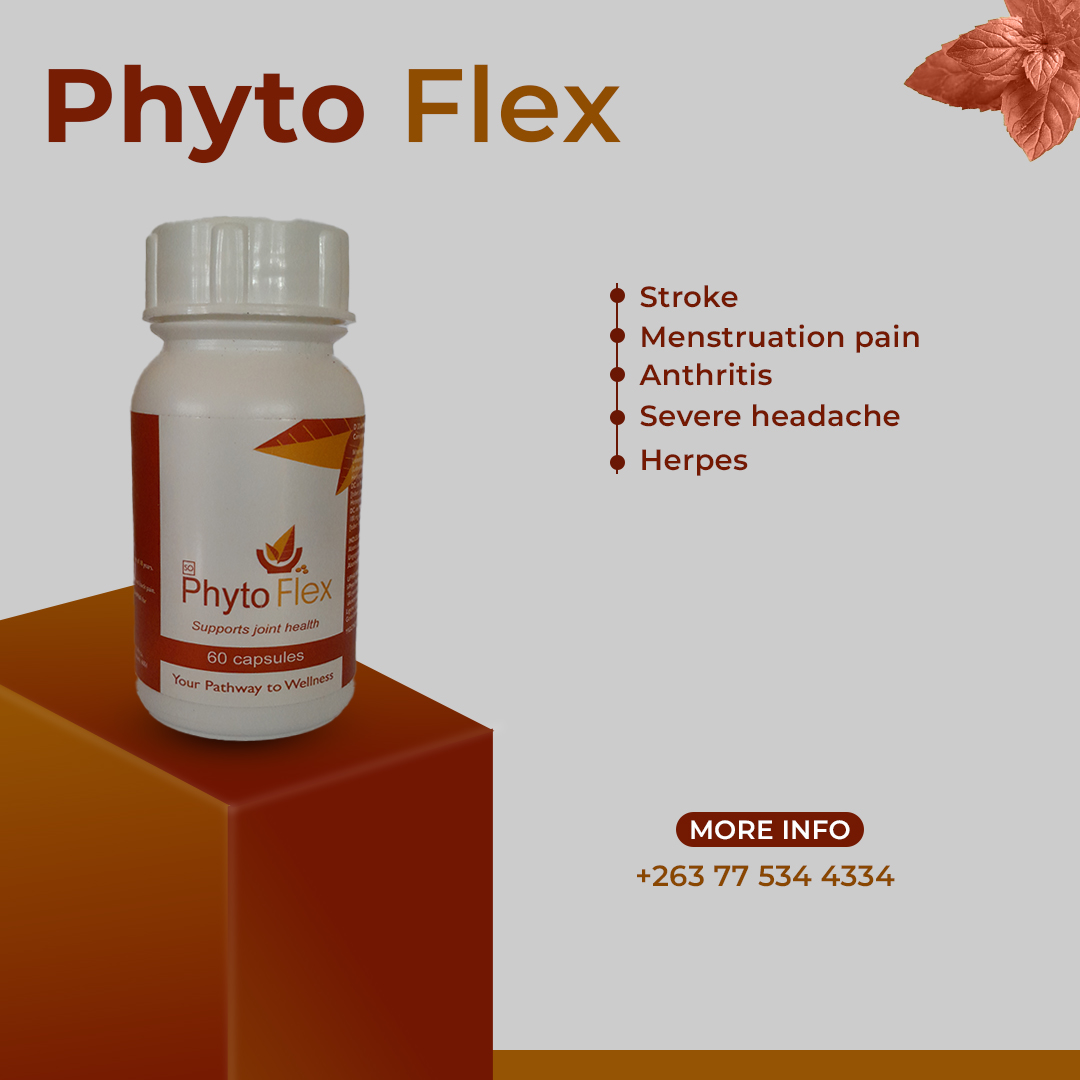 Phyto Flex
Stroke
Menstruation pain
Anthritis
Severe headache
Herpes
SO
Phyto Flex
Supports joint health
60 capsules
Your Pathway to Wellness
MORE INFO
+263 77 534 4334